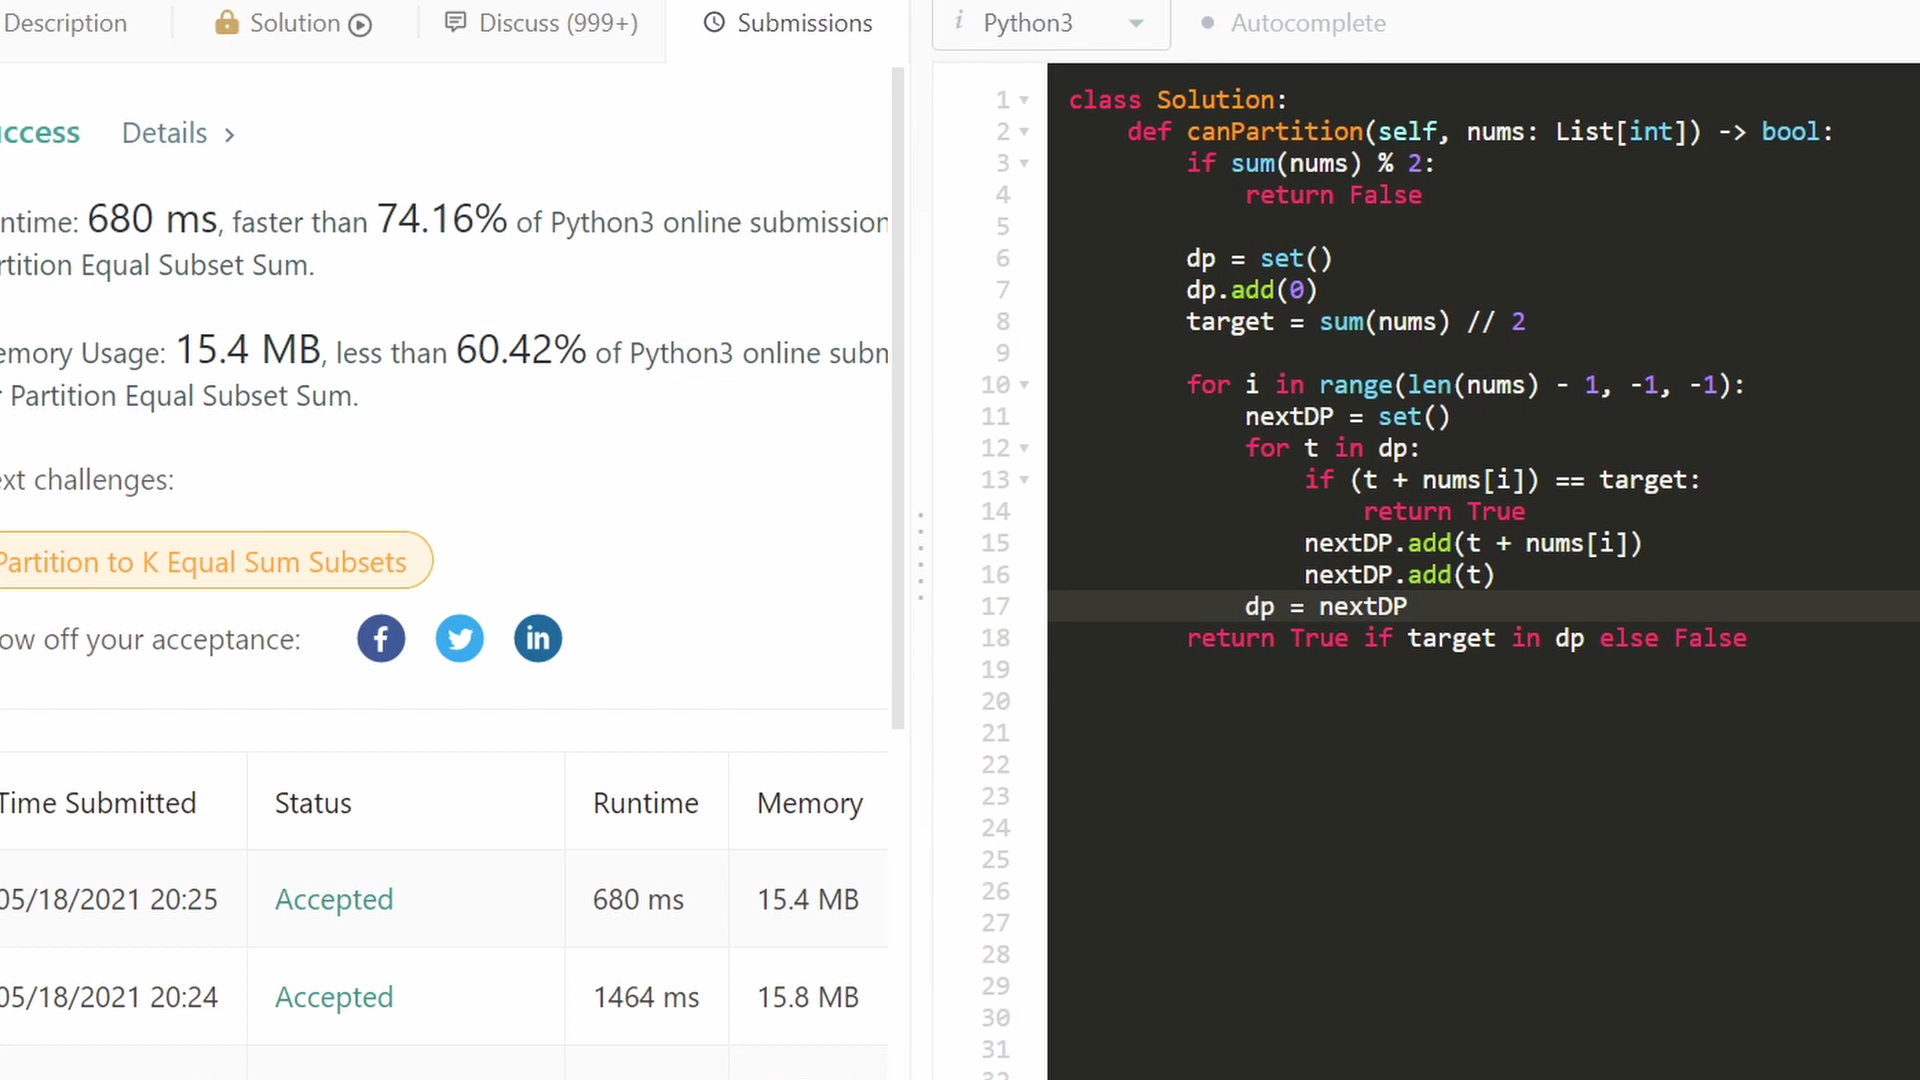 Description
Solution
Discuss (999+)
Submissions
i Python3
Autocomplete
uccess Details >
ntime: 680 ms, faster than 74.16% of Python3 online submission
rtition Equal Subset Sum.
emory Usage: 15.4 MB, less than 60.42% of Python3 online subm
r Partition Equal Subset Sum.
ext challenges:
Partition to K Equal Sum Subsets
ow off your acceptance:
f
in
Time Submitted Status Runtime Memory
05/18/2021 20:25 Accepted 680 ms 15.4 MB
05/18/2021 20:24 Accepted 1464 ms 15.8 MB
1 class Solution:
2 def canPartition(self, nums: List[int]) -> bool:
3 if sum(nums) % 2:
4 return False
5
6 dp = set()
7 dp.add(0)
8 target = sum(nums) // 2
9
10 for i in range(len(nums) - 1, -1, -1):
11 nextDP = set()
12 for t in dp:
13 if (t + nums[i]) == target:
14 return True
15 nextDP.add(t + nums[i])
16 nextDP.add(t)
17 dp = nextDP
18 return True if target in dp else False
19
20
21
22
23
24
25
26
27
28
29
30
31
32